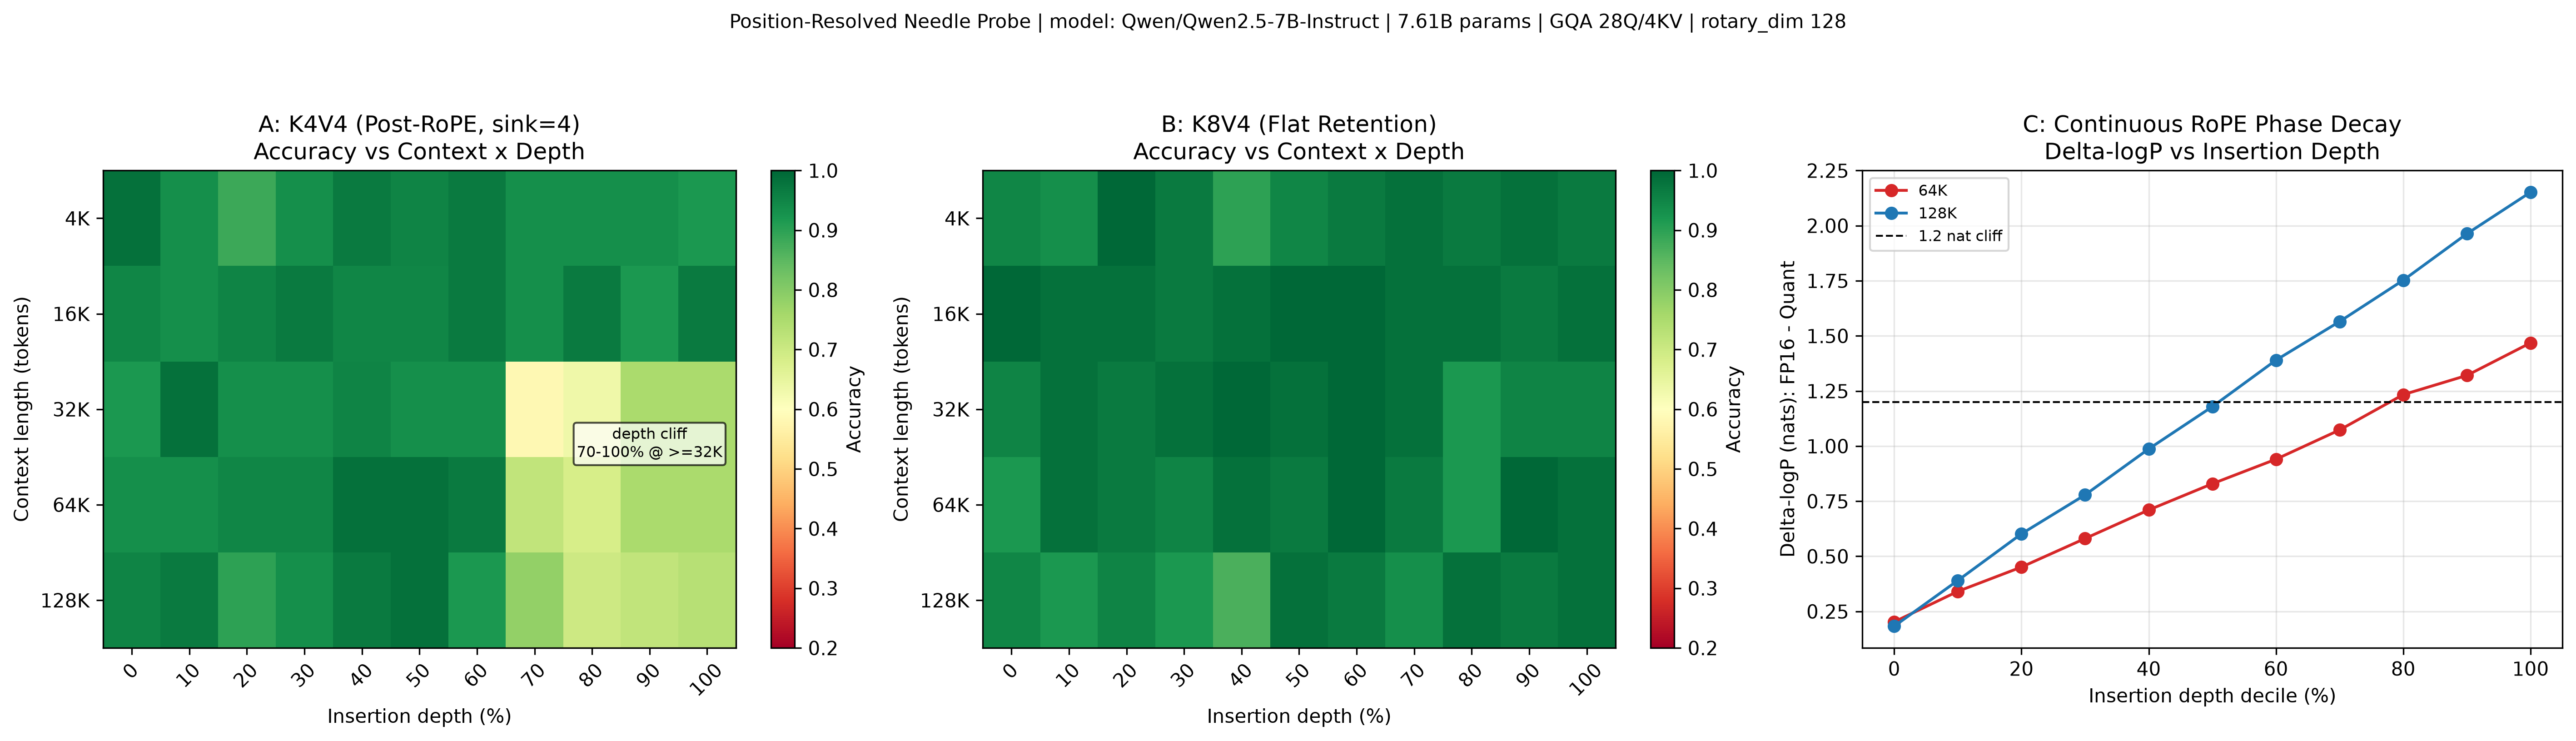 Position-Resolved Needle Probe | model: Qwen/Qwen2.5-7B-Instruct | 7.61B params | GQA 28Q/4KV | rotary_dim 128
A: K4V4 (Post-RoPE, sink=4)
Accuracy vs Context x Depth
Context length (tokens)
4K
16K
32K
64K
128K
depth cliff
70-100% @ >=32K
0
10
20
30
40
50
60
70
80
90
100
Insertion depth (%)
1.0
0.9
0.8
0.7
0.6
0.5
0.4
0.3
0.2
Accuracy
B: K8V4 (Flat Retention)
Accuracy vs Context x Depth
Context length (tokens)
4K
16K
32K
64K
128K
0
10
20
30
40
50
60
70
80
90
100
Insertion depth (%)
1.0
0.9
0.8
0.7
0.6
0.5
0.4
0.3
0.2
Accuracy
C: Continuous RoPE Phase Decay
Delta-logP vs Insertion Depth
Delta-logP (nats): FP16 - Quant
2.25
2.00
1.75
1.50
1.25
1.00
0.75
0.50
0.25
64K
128K
1.2 nat cliff
0
20
40
60
80
100
Insertion depth decile (%)